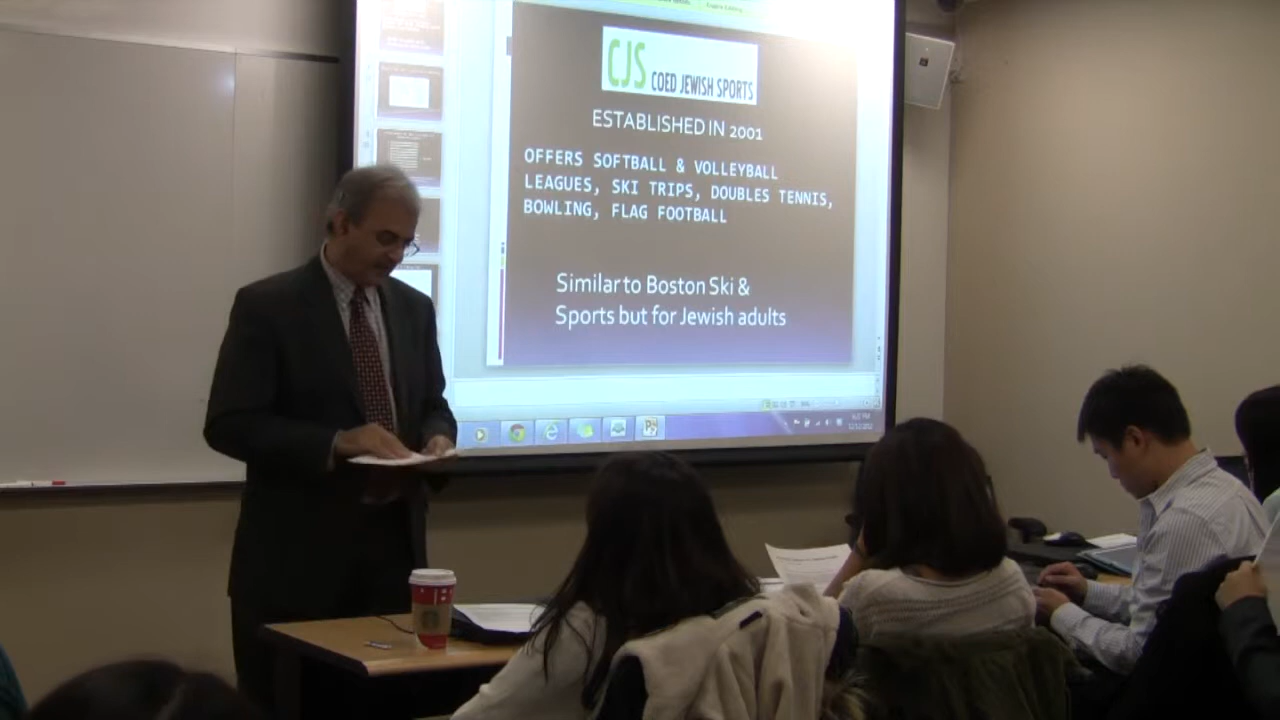 CJS COED JEWISH SPORTS
ESTABLISHED IN 2001
OFFERS SOFTBALL & VOLLEYBALL
LEAGUES, SKI TRIPS, DOUBLES TENNIS,
BOWLING, FLAG FOOTBALL
Similar to Boston Ski &
Sports but for Jewish adults